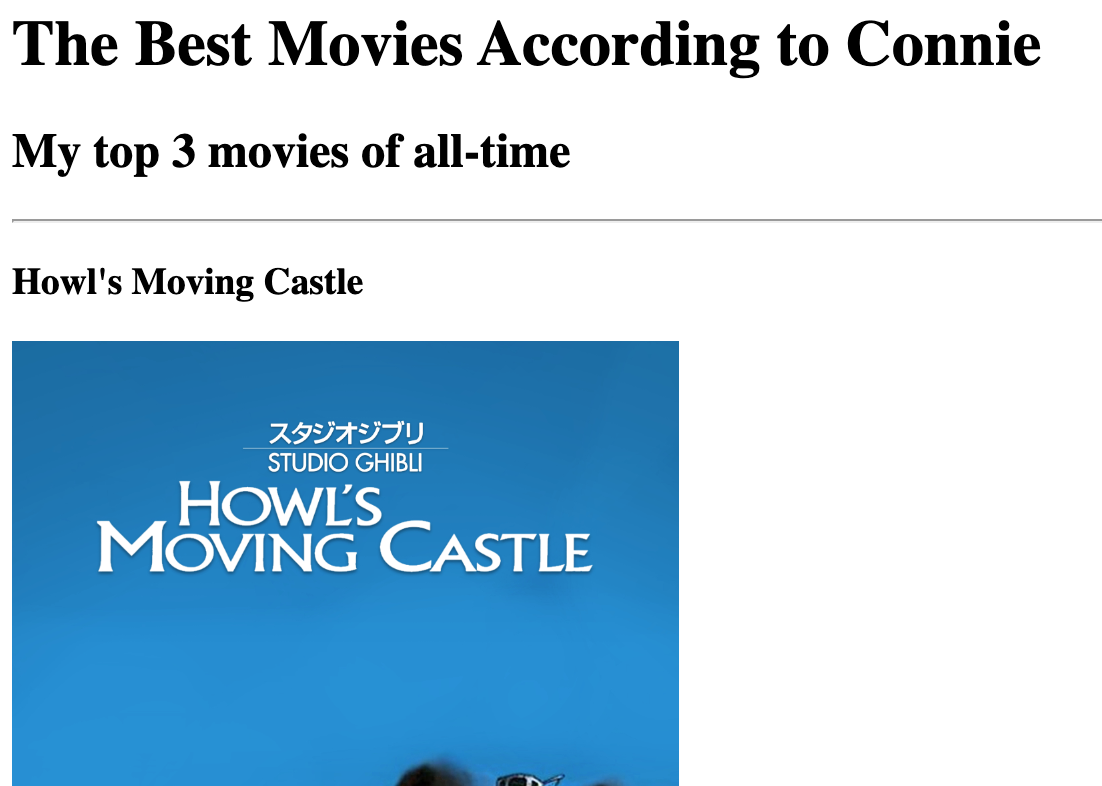 The Best Movies According to Connie
My top 3 movies of all-time
Howl's Moving Castle
スタジオジブリ
STUDIO GHIBLI
HOWL'S
MOVING CASTLE